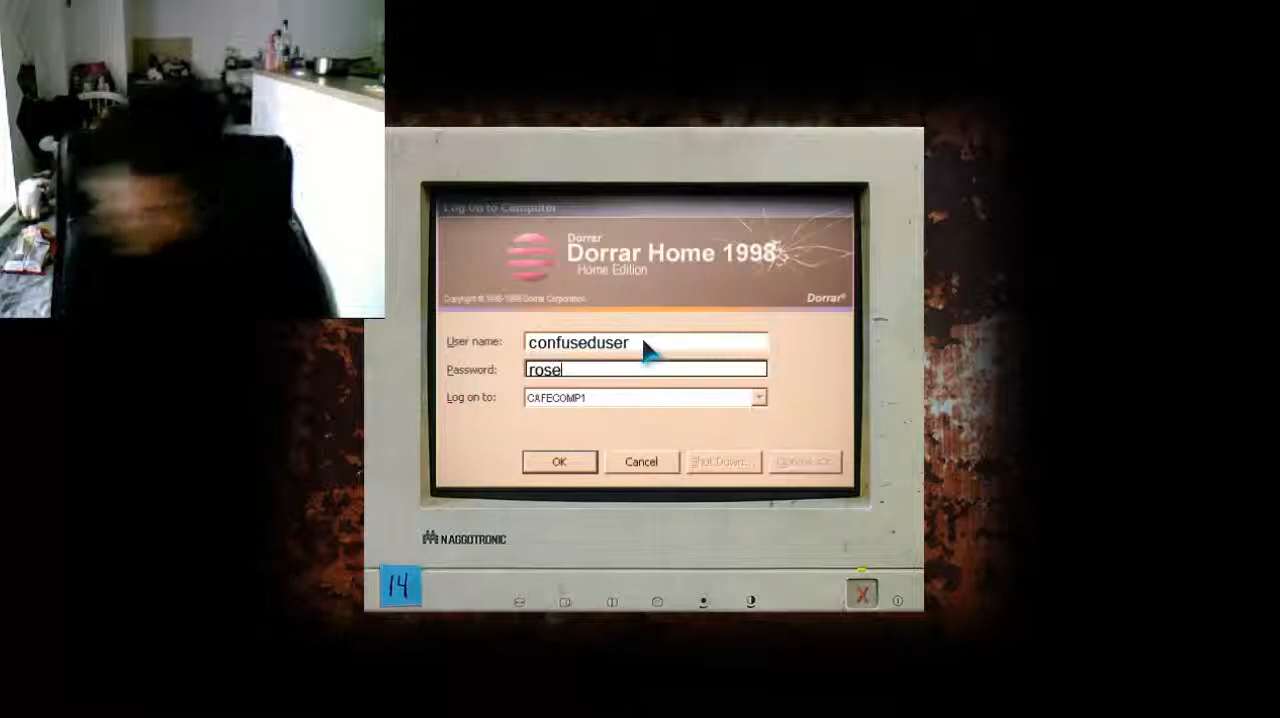 Log On to Computer
Dorrar
Dorrar Home 1998
Home Edition
Dorrar®
User name: confuseduser
Password: rose
Log on to: CAFECOMP1
OK Cancel Shut Down...
NAGGOTRONIC
14
X